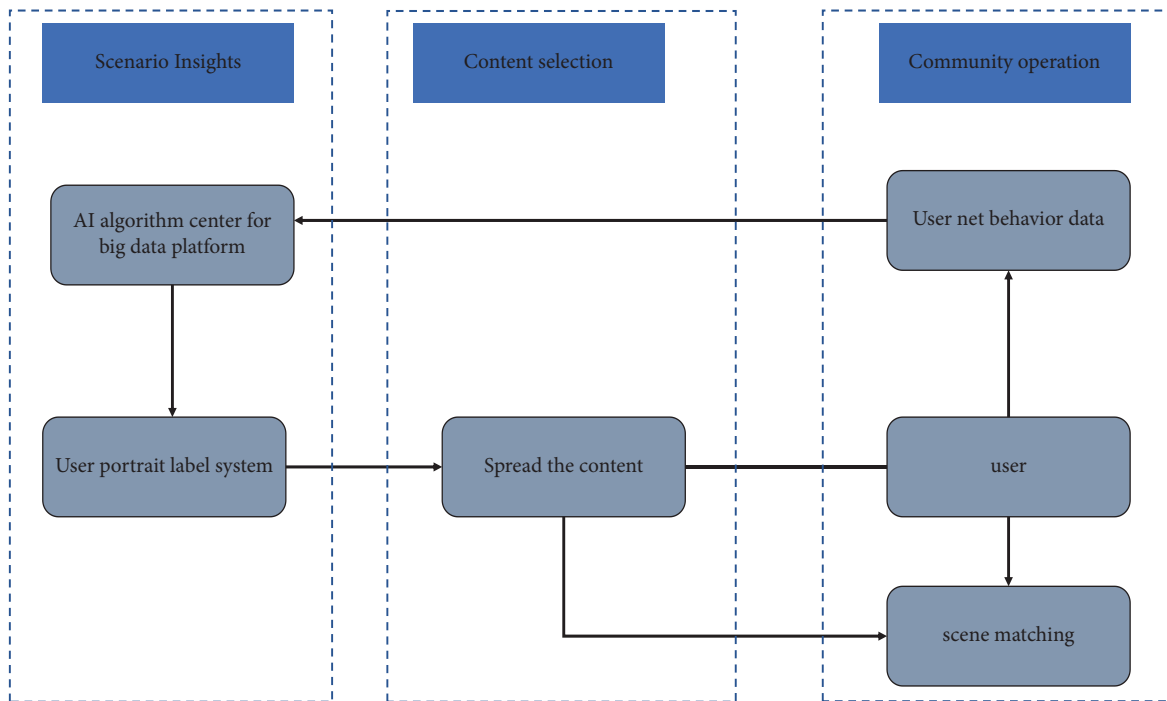 Scenario Insights
Content selection
Community operation
AI algorithm center for
big data platform
User net behavior data
User portrait label system
Spread the content
user
scene matching